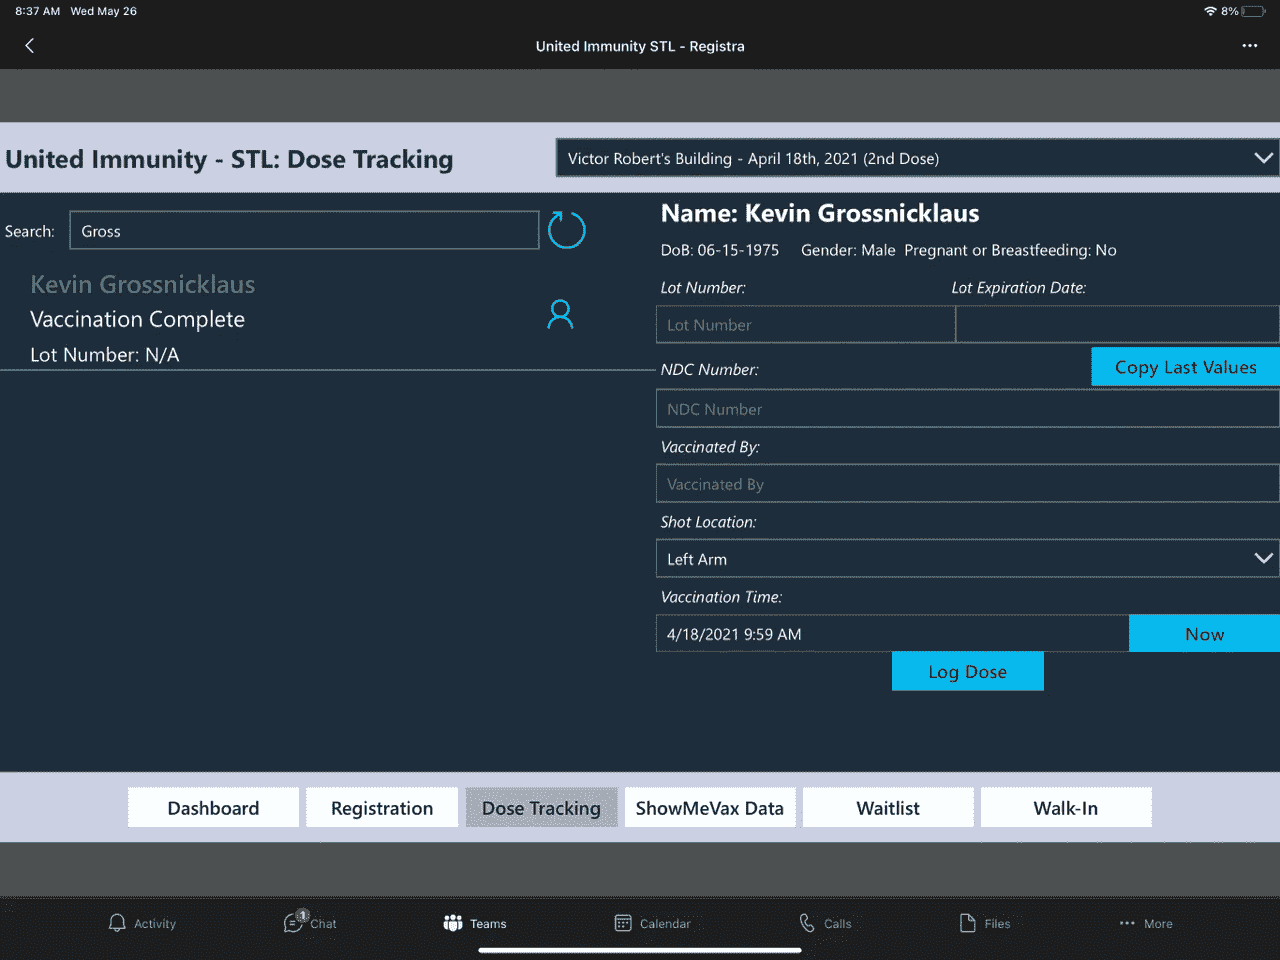 8:37 AM Wed May 26
8%
United Immunity STL - Registra
United Immunity - STL: Dose Tracking
Victor Robert's Building - April 18th, 2021 (2nd Dose)
Search:
Gross
Kevin Grossnicklaus
Vaccination Complete
Lot Number: N/A
Name: Kevin Grossnicklaus
DoB: 06-15-1975 Gender: Male Pregnant or Breastfeeding: No
Lot Number: Lot Expiration Date:
Lot Number
Copy Last Values
NDC Number:
NDC Number
Vaccinated By:
Vaccinated By
Shot Location:
Left Arm
Vaccination Time:
4/18/2021 9:59 AM
Now
Log Dose
Dashboard Registration Dose Tracking ShowMeVax Data Waitlist Walk-In
Activity 1 Chat Teams Calendar Calls Files More